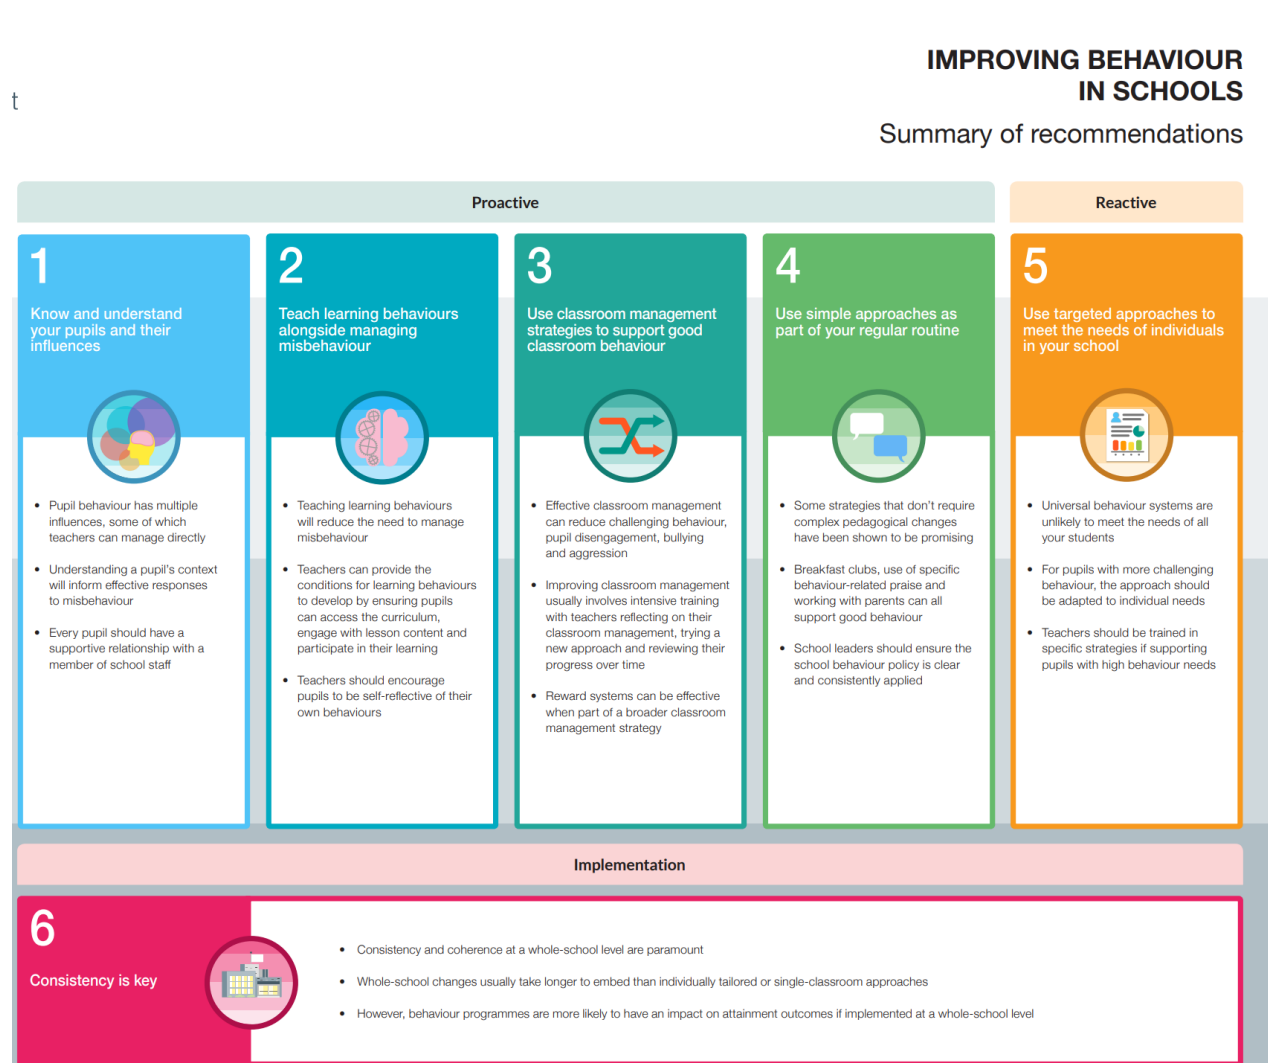 IMPROVING BEHAVIOUR
IN SCHOOLS
t
Summary of recommendations
Proactive
Reactive
1
Know and understand
your pupils and their
influences
• Pupil behaviour has multiple
influences, some of which
teachers can manage directly
• Understanding a pupil's context
will inform effective responses
to misbehaviour
• Every pupil should have a
supportive relationship with a
member of school staff
2
Teach learning behaviours
alongside managing
misbehaviour
• Teaching learning behaviours
will reduce the need to manage
misbehaviour
• Teachers can provide the
conditions for learning behaviours
to develop by ensuring pupils
can access the curriculum,
engage with lesson content and
participate in their learning
• Teachers should encourage
pupils to be self-reflective of their
own behaviours
3
Use classroom management
strategies to support good
classroom behaviour
• Effective classroom management
can reduce challenging behaviour,
pupil disengagement, bullying
and aggression
• Improving classroom management
usually involves intensive training
with teachers reflecting on their
classroom management, trying a
new approach and reviewing their
progress over time
• Reward systems can be effective
when part of a broader classroom
management strategy
4
Use simple approaches as
part of your regular routine
• Some strategies that don't require
complex pedagogical changes
have been shown to be promising
• Breakfast clubs, use of specific
behaviour-related praise and
working with parents can all
support good behaviour
• School leaders should ensure the
school behaviour policy is clear
and consistently applied
5
Use targeted approaches to
meet the needs of individuals
in your school
• Universal behaviour systems are
unlikely to meet the needs of all
your students
• For pupils with more challenging
behaviour, the approach should
be adapted to individual needs
• Teachers should be trained in
specific strategies if supporting
pupils with high behaviour needs
Implementation
6
Consistency is key
• Consistency and coherence at a whole-school level are paramount
• Whole-school changes usually take longer to embed than individually tailored or single-classroom approaches
• However, behaviour programmes are more likely to have an impact on attainment outcomes if implemented at a whole-school level